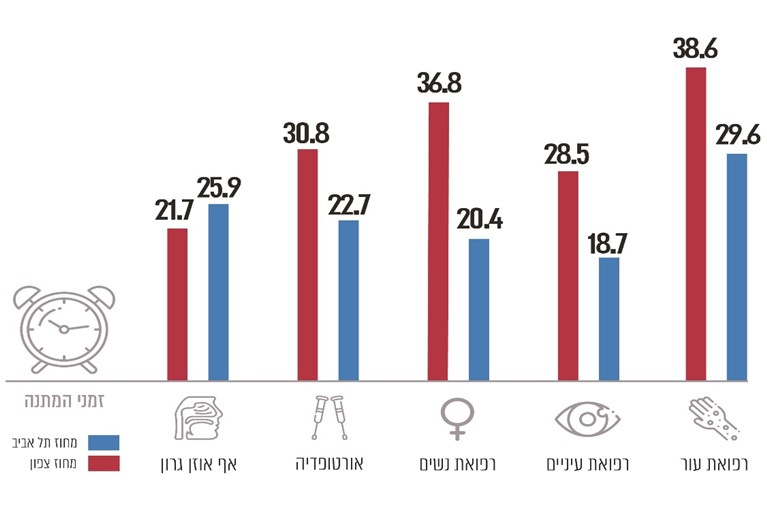 38.6
36.8
30.8
29.6
28.5
25.9
21.7
22.7
20.4
18.7
זמני המתנה
מחוז תל אביב
מחוז צפון
אף אוזן גרון
אורטופדיה
רפואת נשים
רפואת עיניים
רפואת עור